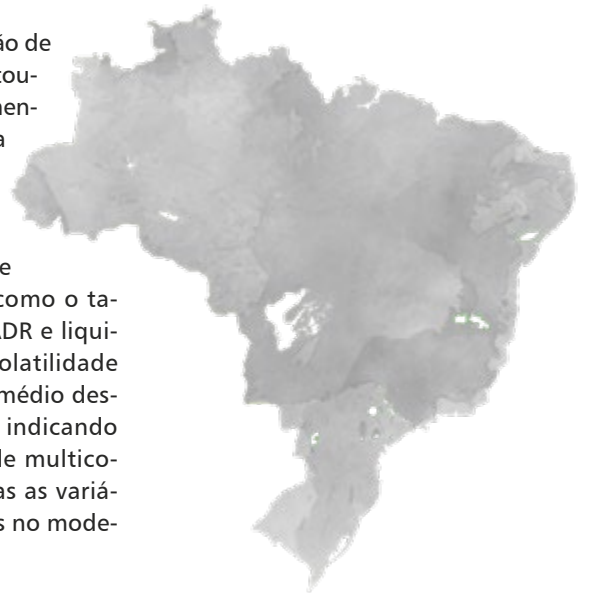 ão de
tou-
nen-
a
e
como o ta-
ADR e liqui-
olatilidade
médio des-
indicando
de multico-
as as variá-
s no mode-